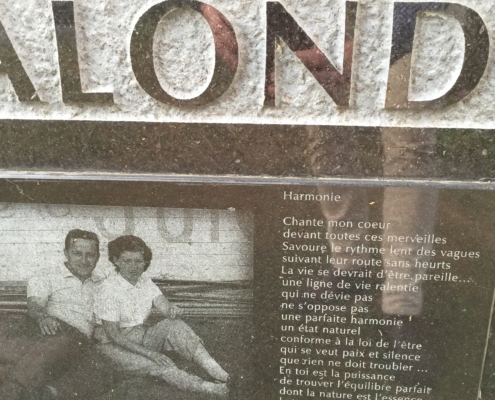 ALOND
Harmonie
Chante mon coeur
devant toutes ces merveilles
Savoure le rythme lent des vagues
suivant leur route sans heurts
La vie se devrait d'être pareille...
une ligne de vie ralentie
qui ne dévie pas
ne s'oppose pas
une parfaite harmonie
un état naturel
conforme à la loi de l'être
qui se veut paix et silence
que rien ne doit troubler ...
En toi est la puissance
de trouver l'équilibre parfait
dont la nature est l'essence